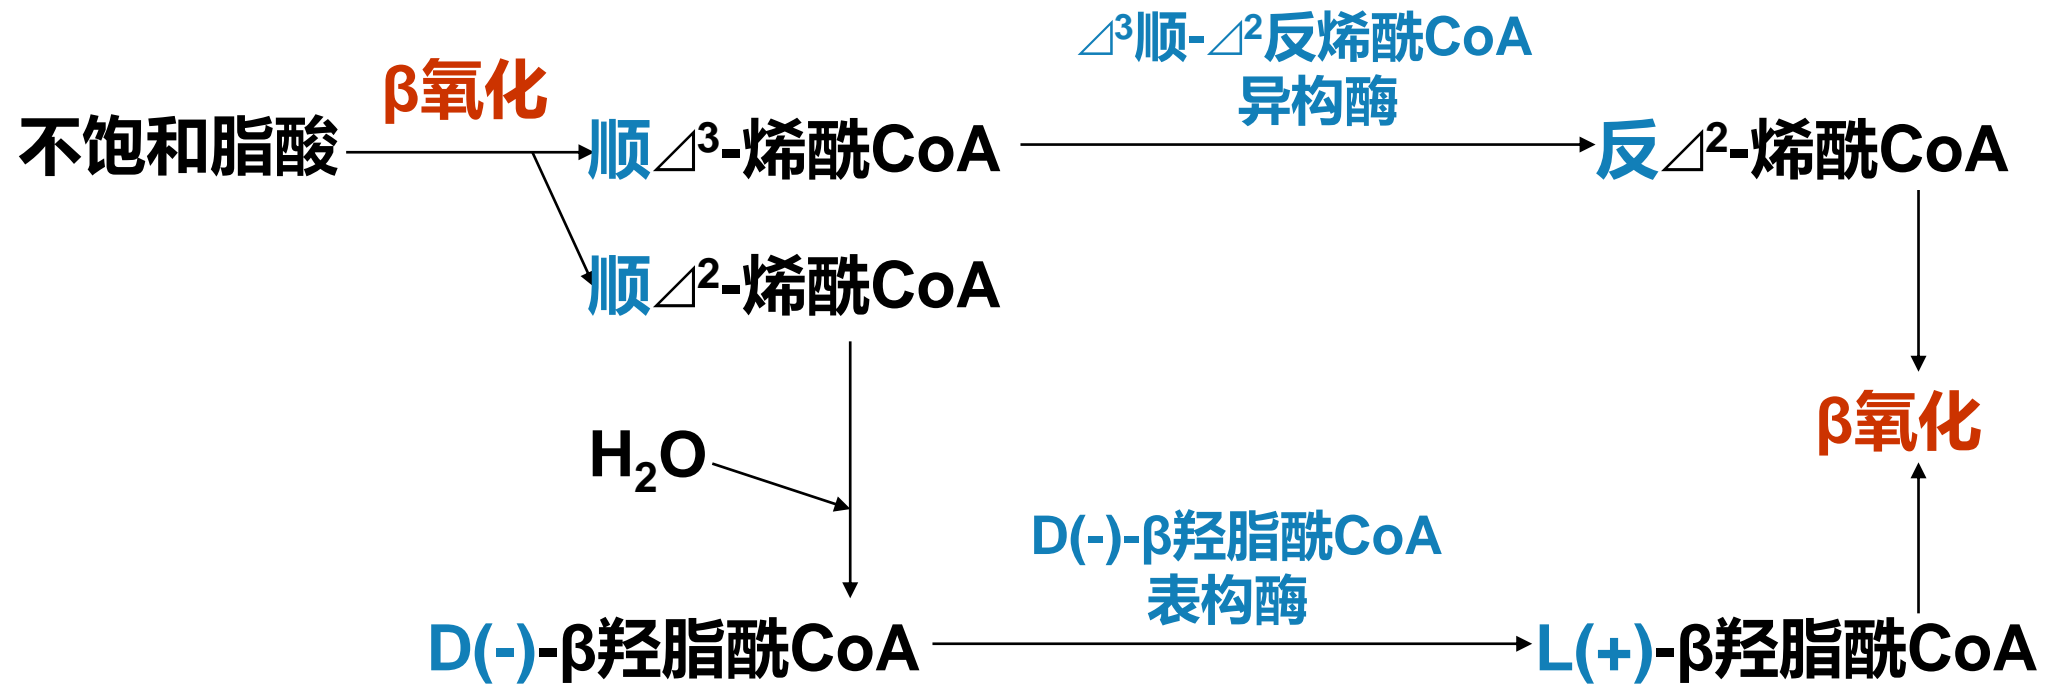 ⊿³顺-⊿²反烯酰CoA
异构酶
β氧化
不饱和脂酸
顺⊿³-烯酰CoA
反⊿²-烯酰CoA
顺⊿²-烯酰CoA
β氧化
H₂O
D(-)-β羟脂酰CoA
表构酶
D(-)-β羟脂酰CoA
L(+)-β羟脂酰CoA